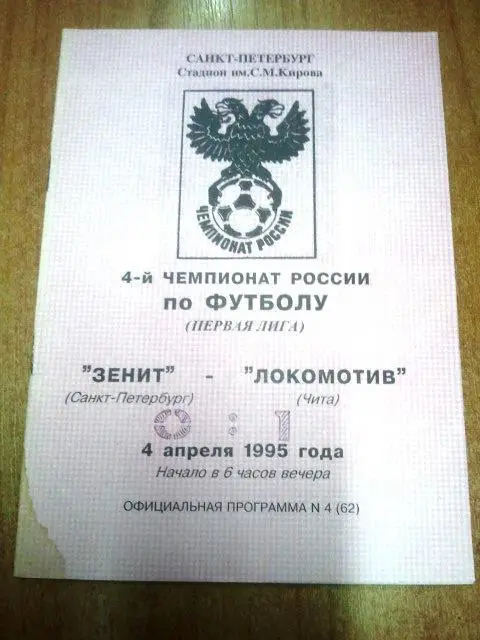 САНКТ-ПЕТЕРБУРГ
Стадион им.С.М.Кирова
ЧЕМПИОНАТ РОССИИ
4-й ЧЕМПИОНАТ РОССИИ
по ФУТБОЛУ
(ПЕРВАЯ ЛИГА)
"ЗЕНИТ" - "ЛОКОМОТИВ"
(Санкт-Петербург) (Чита)
0 : 1
4 апреля 1995 года
Начало в 6 часов вечера
ОФИЦИАЛЬНАЯ ПРОГРАММА N 4 (62)